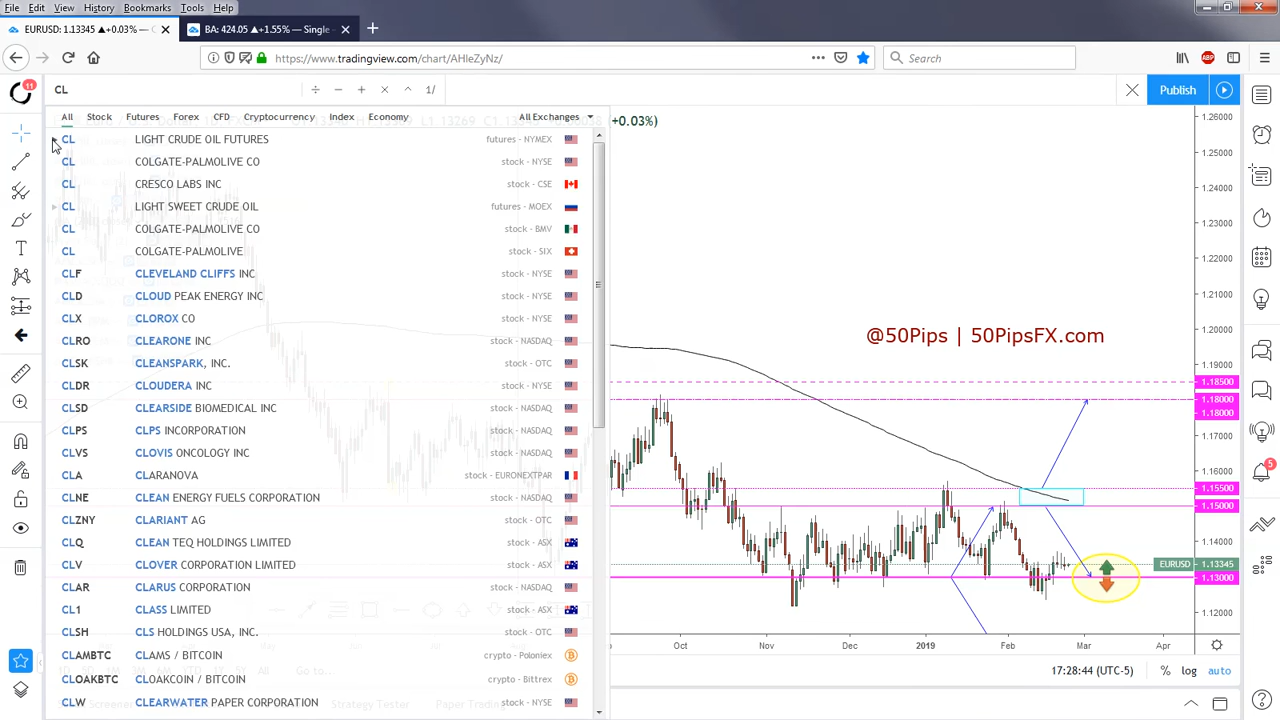 File Edit View History Bookmarks Tools Help
EURUSD: 1.13345 ▲+0.03% — C
BA: 424.05 ▲+1.55% — Single
https://www.tradingview.com/chart/AHIeZyNz/
Search
11
CL
÷ − + × ^ 1/
Publish
All Stock Futures Forex CFD Cryptocurrency Index Economy All Exchanges
+0.03%)
CL LIGHT CRUDE OIL FUTURES futures - NYMEX
CL COLGATE-PALMOLIVE CO stock - NYSE
CL CRESCO LABS INC stock - CSE
CL LIGHT SWEET CRUDE OIL futures - MOEX
CL COLGATE-PALMOLIVE CO stock - BMV
CL COLGATE-PALMOLIVE stock - SIX
CLF CLEVELAND CLIFFS INC stock - NYSE
CLD CLOUD PEAK ENERGY INC stock - NYSE
CLX CLOROX CO stock - NYSE
CLRO CLEARONE INC stock - NASDAQ
CLSK CLEANSPARK, INC. stock - OTC
CLDR CLOUDERA INC stock - NYSE
CLSD CLEARSIDE BIOMEDICAL INC stock - NASDAQ
CLPS CLPS INCORPORATION stock - NASDAQ
CLVS CLOVIS ONCOLOGY INC stock - NASDAQ
CLA CLARANOVA stock - EURONEXTPAR
CLNE CLEAN ENERGY FUELS CORPORATION stock - NASDAQ
CLZNY CLARIANT AG stock - OTC
CLQ CLEAN TEQ HOLDINGS LIMITED stock - ASX
CLV CLOVER CORPORATION LIMITED stock - ASX
CLAR CLARUS CORPORATION stock - NASDAQ
CL1 CLASS LIMITED stock - ASX
CLSH CLS HOLDINGS USA, INC. stock - OTC
CLAMBTC CLAMS / BITCOIN crypto - Poloniex
CLOAKBTC CLOAKCOIN / BITCOIN crypto - Bittrex
CLW CLEARWATER PAPER CORPORATION stock - NYSE
@50Pips | 50PipsFX.com
1.26000
1.25000
1.24000
1.23000
1.22000
1.21000
1.20000
1.19000
1.18500
1.18000
1.18000
1.17000
1.16000
1.15500
1.15000
1.14000
EURUSD 1.13345
1.13000
1.12000
5
Oct Nov Dec 2019 Feb Mar Apr
17:28:44 (UTC-5) % log auto
Go to...
Screener Strategy Tester Paper Trading